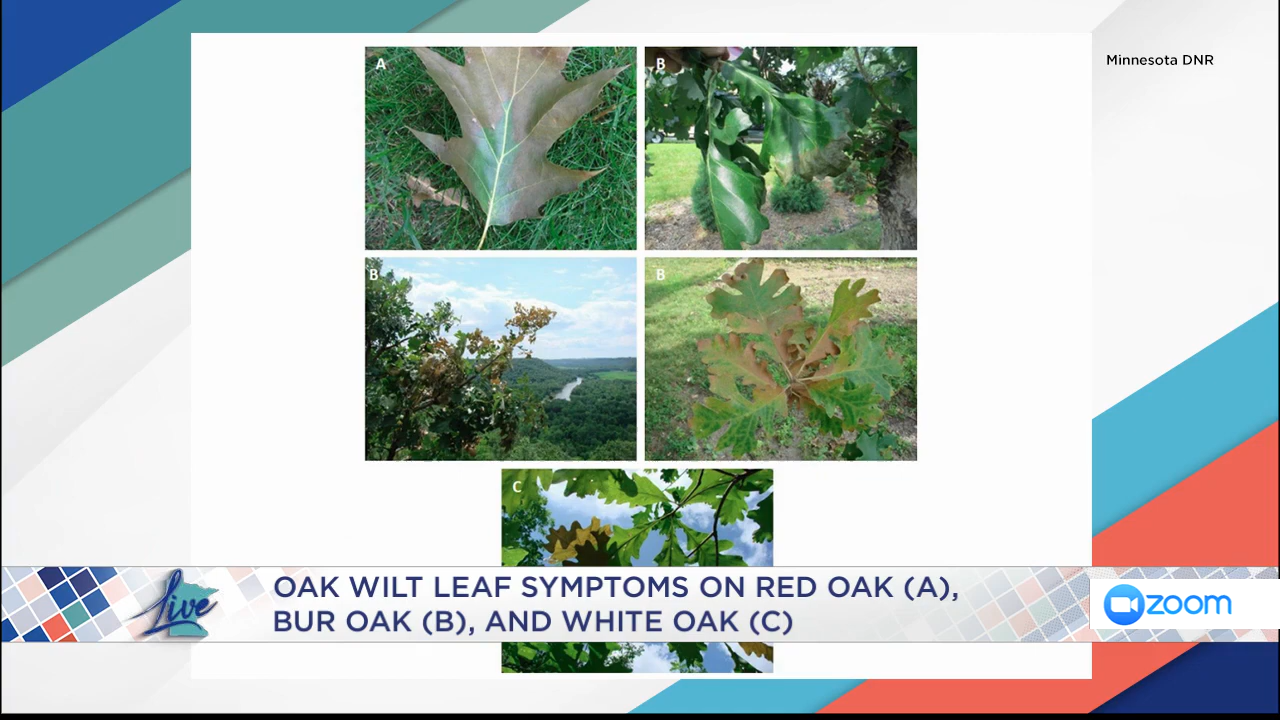 A
B
Minnesota DNR
B
B
C
Live
OAK WILT LEAF SYMPTOMS ON RED OAK (A),
BUR OAK (B), AND WHITE OAK (C)
zoom